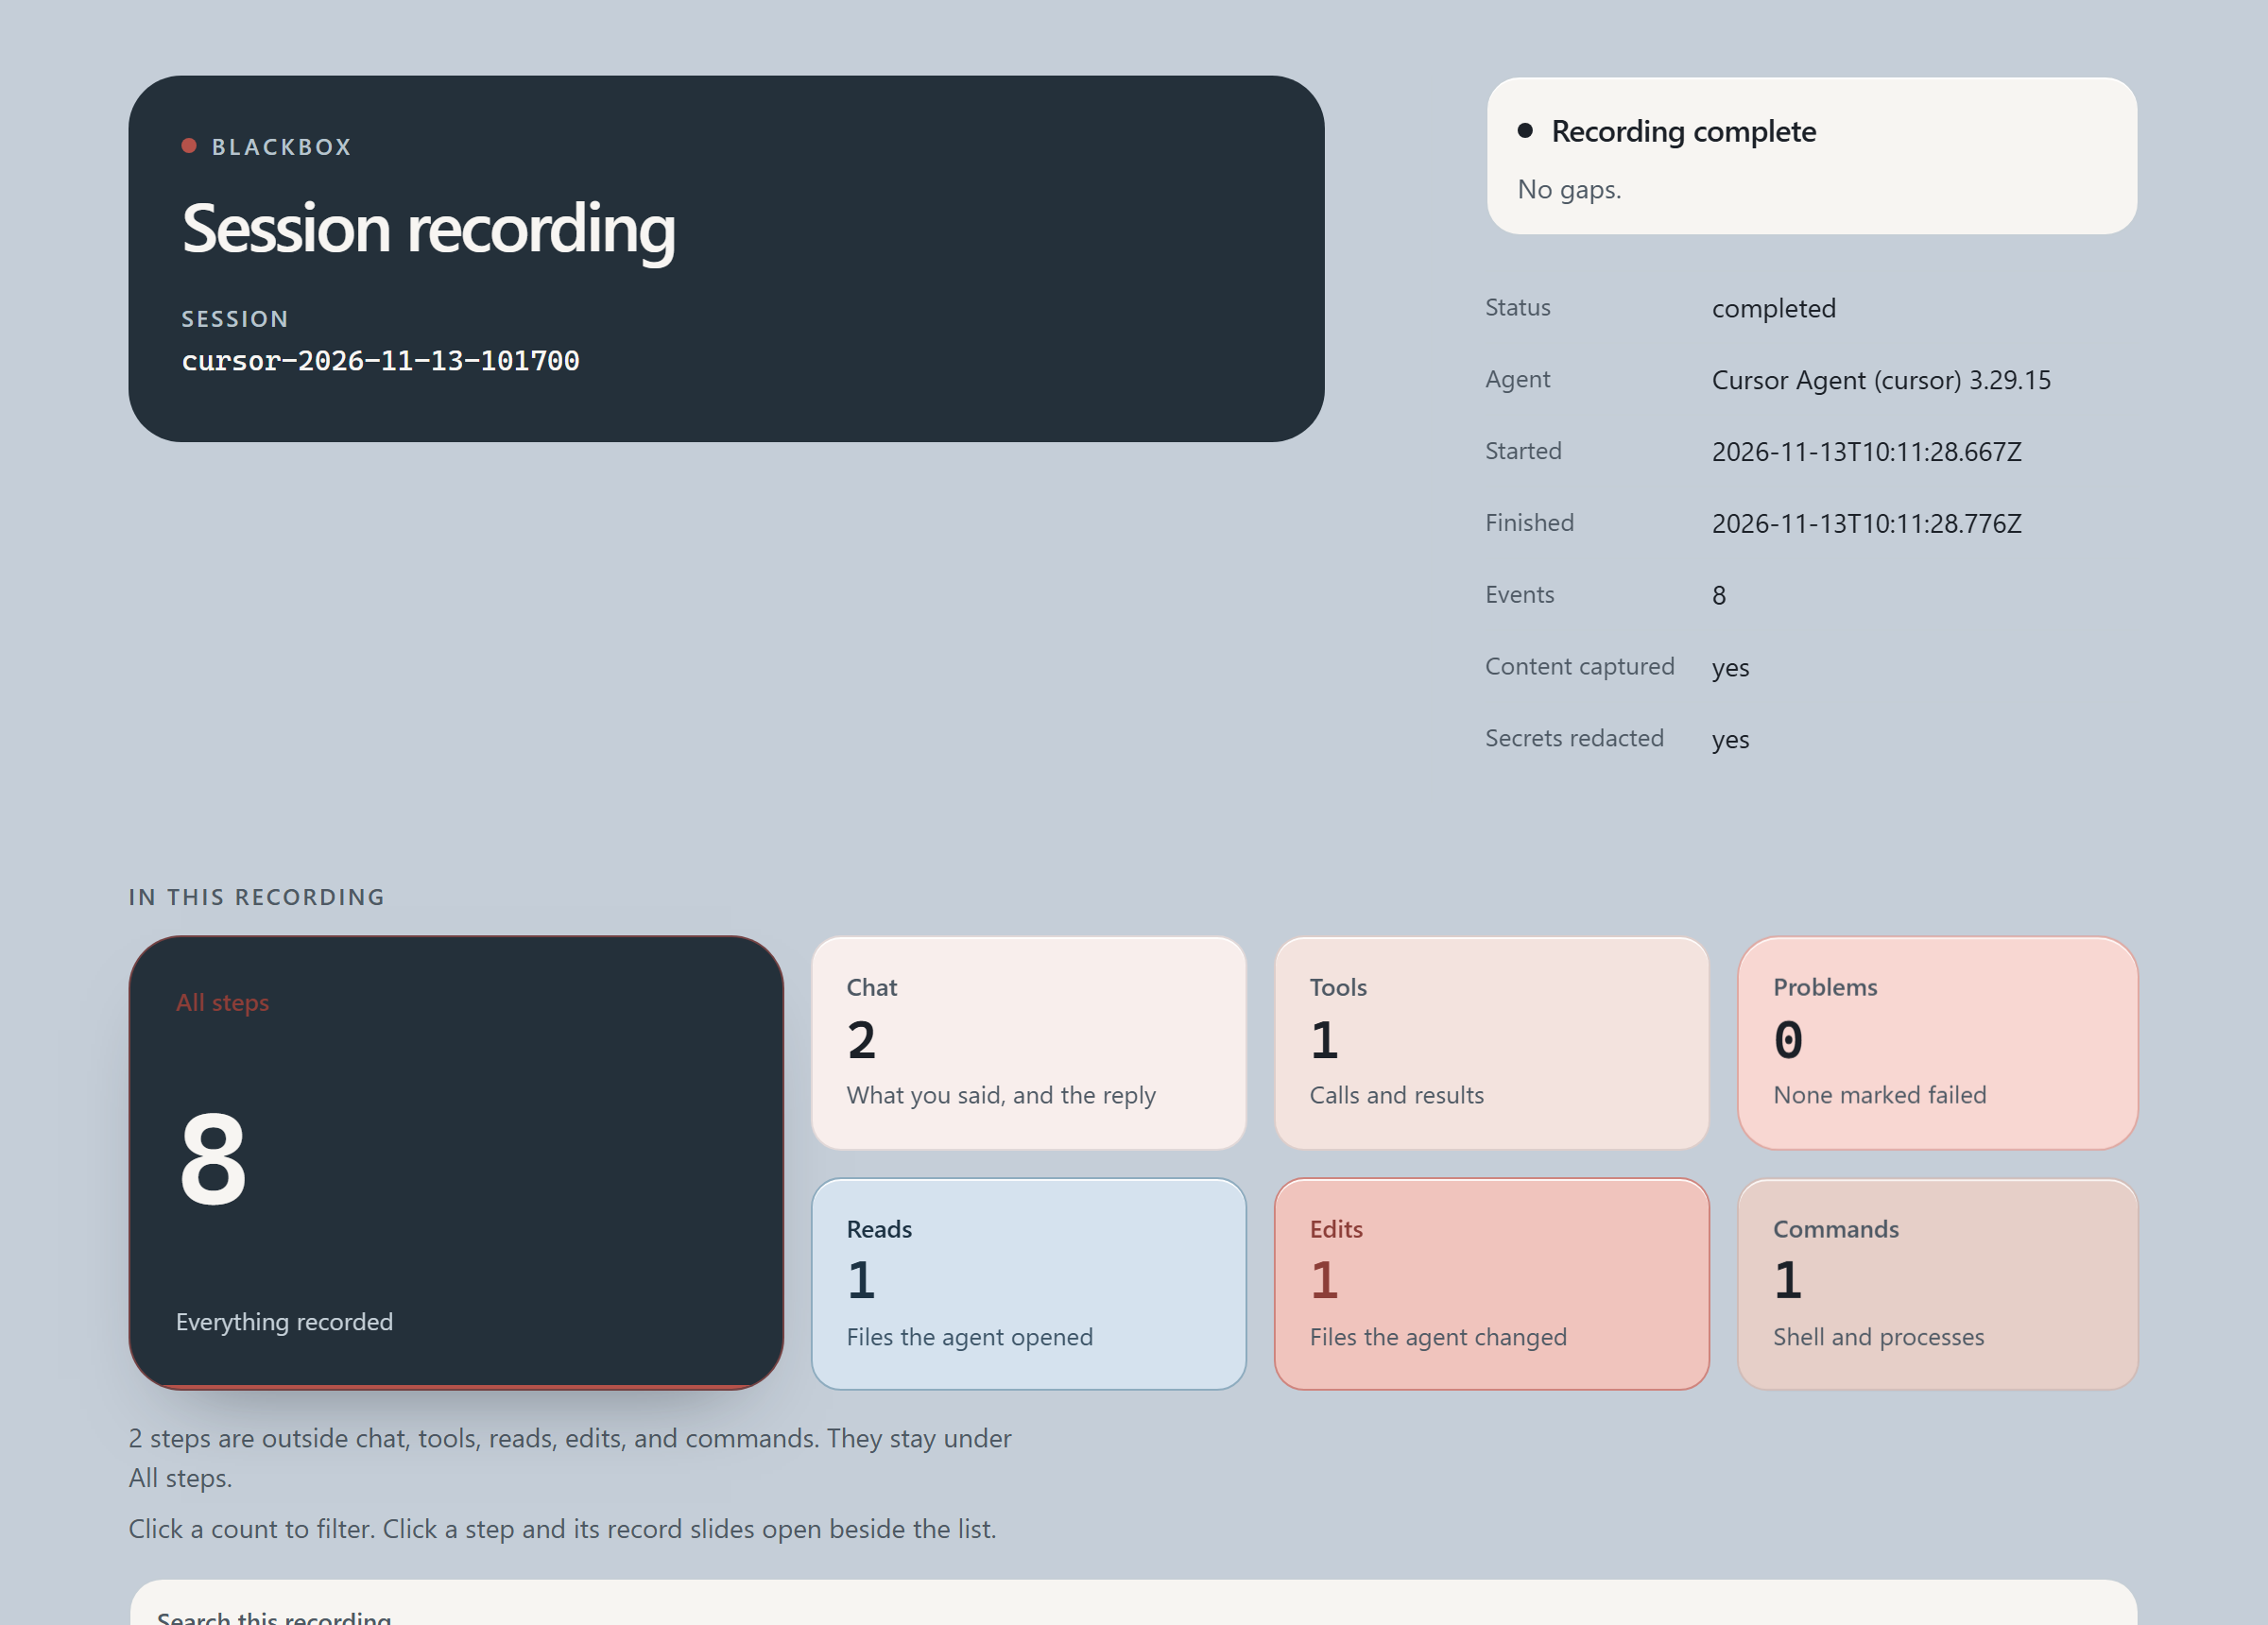 BLACKBOX
Session recording
SESSION
cursor-2026-11-13-101700
Recording complete
No gaps.
Status completed
Agent Cursor Agent (cursor) 3.29.15
Started 2026-11-13T10:11:28.667Z
Finished 2026-11-13T10:11:28.776Z
Events 8
Content captured yes
Secrets redacted yes
IN THIS RECORDING
All steps
8
Everything recorded
Chat
2
What you said, and the reply
Tools
1
Calls and results
Problems
0
None marked failed
Reads
1
Files the agent opened
Edits
1
Files the agent changed
Commands
1
Shell and processes
2 steps are outside chat, tools, reads, edits, and commands. They stay under
All steps.
Click a count to filter. Click a step and its record slides open beside the list.
Search this recording